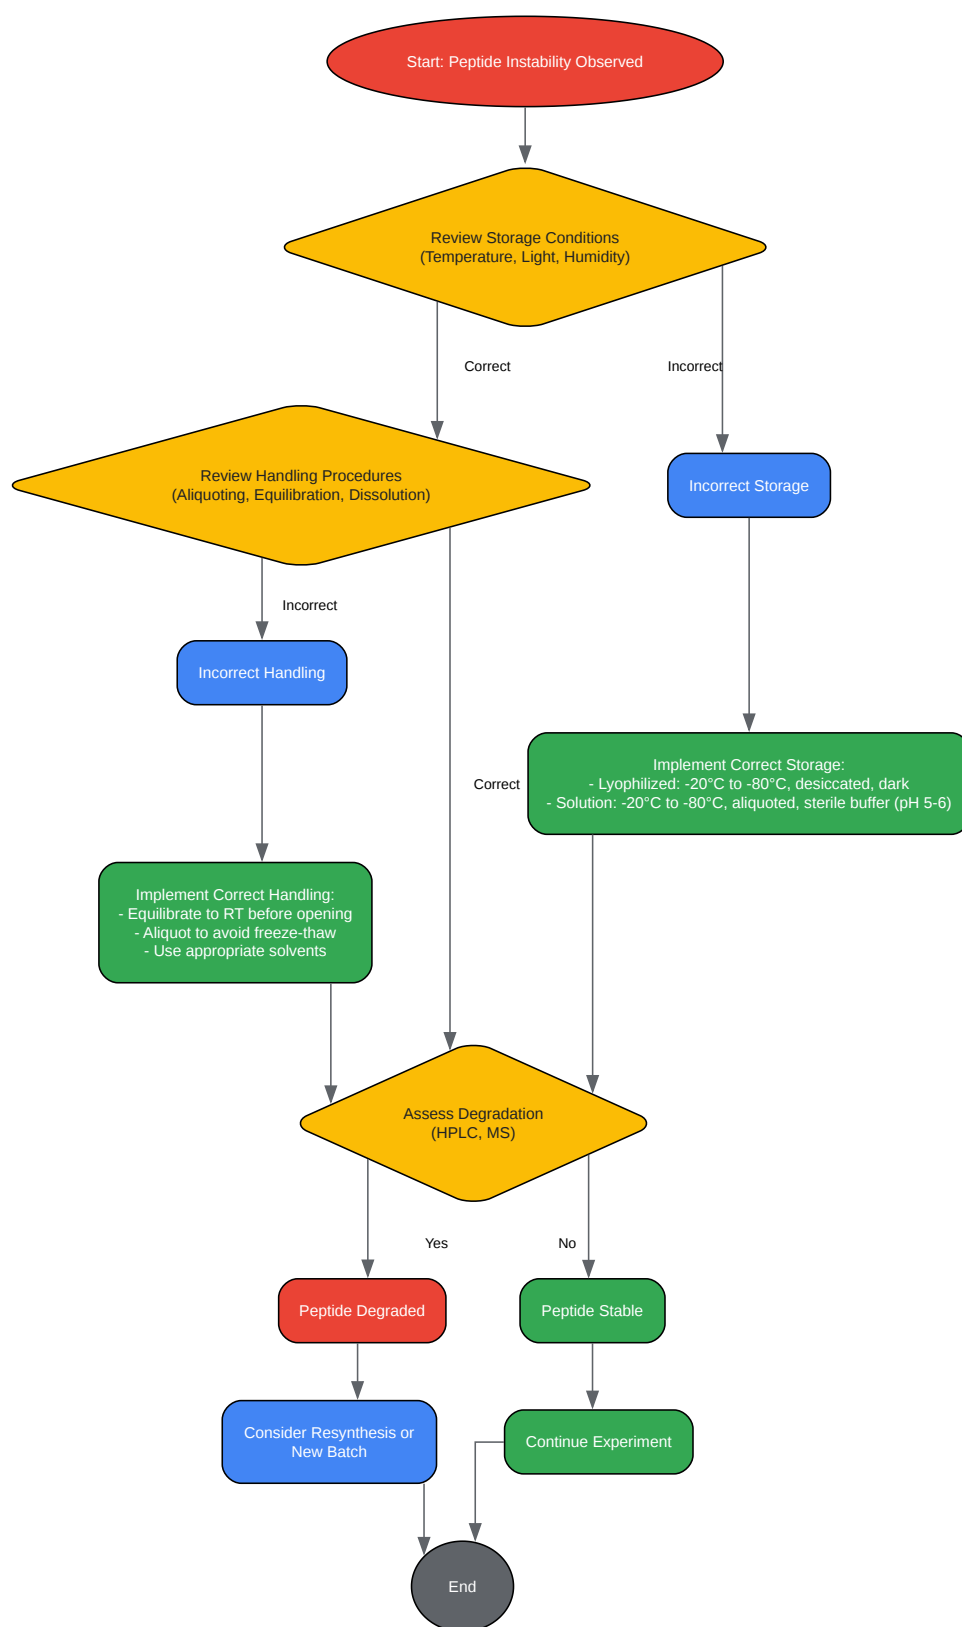 Start: Peptide Instability Observed
Review Storage Conditions
(Temperature, Light, Humidity)
Correct
Incorrect
Review Handling Procedures
(Aliquoting, Equilibration, Dissolution)
Incorrect Storage
Incorrect
Incorrect Handling
Correct
Implement Correct Storage:
- Lyophilized: -20°C to -80°C, desiccated, dark
- Solution: -20°C to -80°C, aliquoted, sterile buffer (pH 5-6)
Implement Correct Handling:
- Equilibrate to RT before opening
- Aliquot to avoid freeze-thaw
- Use appropriate solvents
Assess Degradation
(HPLC, MS)
Yes
No
Peptide Degraded
Peptide Stable
Consider Resynthesis or
New Batch
Continue Experiment
End